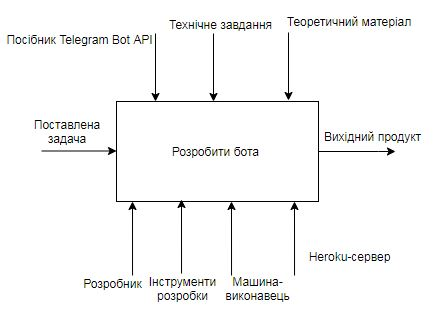 Теоретичний матеріал
Технічне завдання
Посібник Telegram Bot API
Поставлена
задача
Розробити бота
Вихідний продукт
Розробник
Інструменти
розробки
Машина-
виконавець
Heroku-сервер